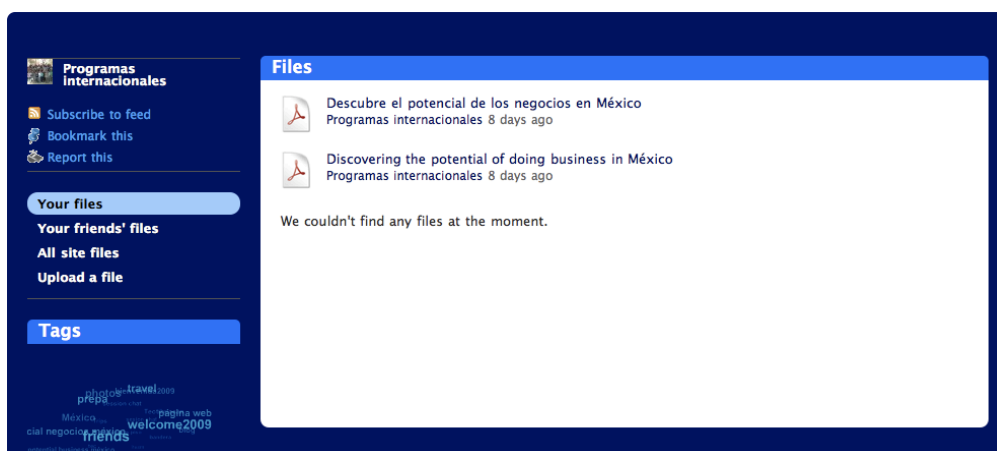 Programas
internacionales
Subscribe to feed
Bookmark this
Report this
Your files
Your friends' files
All site files
Upload a file
Tags
photos travel
prepa
México página web
welcome2009
cial negocios méxico
friends
Files
Descubre el potencial de los negocios en México
Programas internacionales 8 days ago
Discovering the potential of doing business in México
Programas internacionales 8 days ago
We couldn't find any files at the moment.